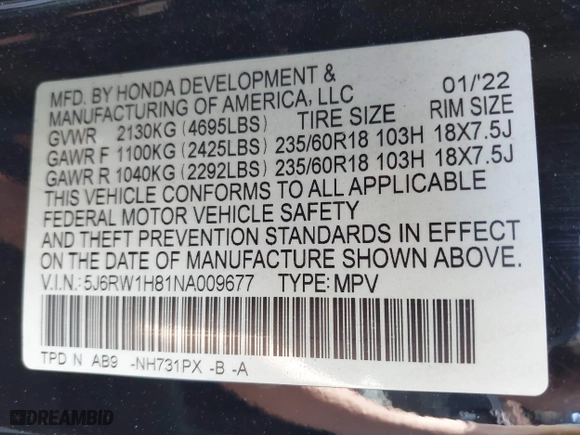 MFD. BY HONDA DEVELOPMENT & 01/'22
MANUFACTURING OF AMERICA, LLC
GVWR 2130KG (4695LBS) TIRE SIZE RIM SIZE
GAWR F 1100KG (2425LBS) 235/60R18 103H 18X7.5J
GAWR R 1040KG (2292LBS) 235/60R18 103H 18X7.5J
THIS VEHICLE CONFORMS TO ALL APPLICABLE
FEDERAL MOTOR VEHICLE SAFETY
AND THEFT PREVENTION STANDARDS IN EFFECT
ON THE DATE OF MANUFACTURE SHOWN ABOVE.
V.I.N.:5J6RW1H81NA009677 TYPE:MPV
TPD N AB9 -NH731PX -B -A
DREAMBID